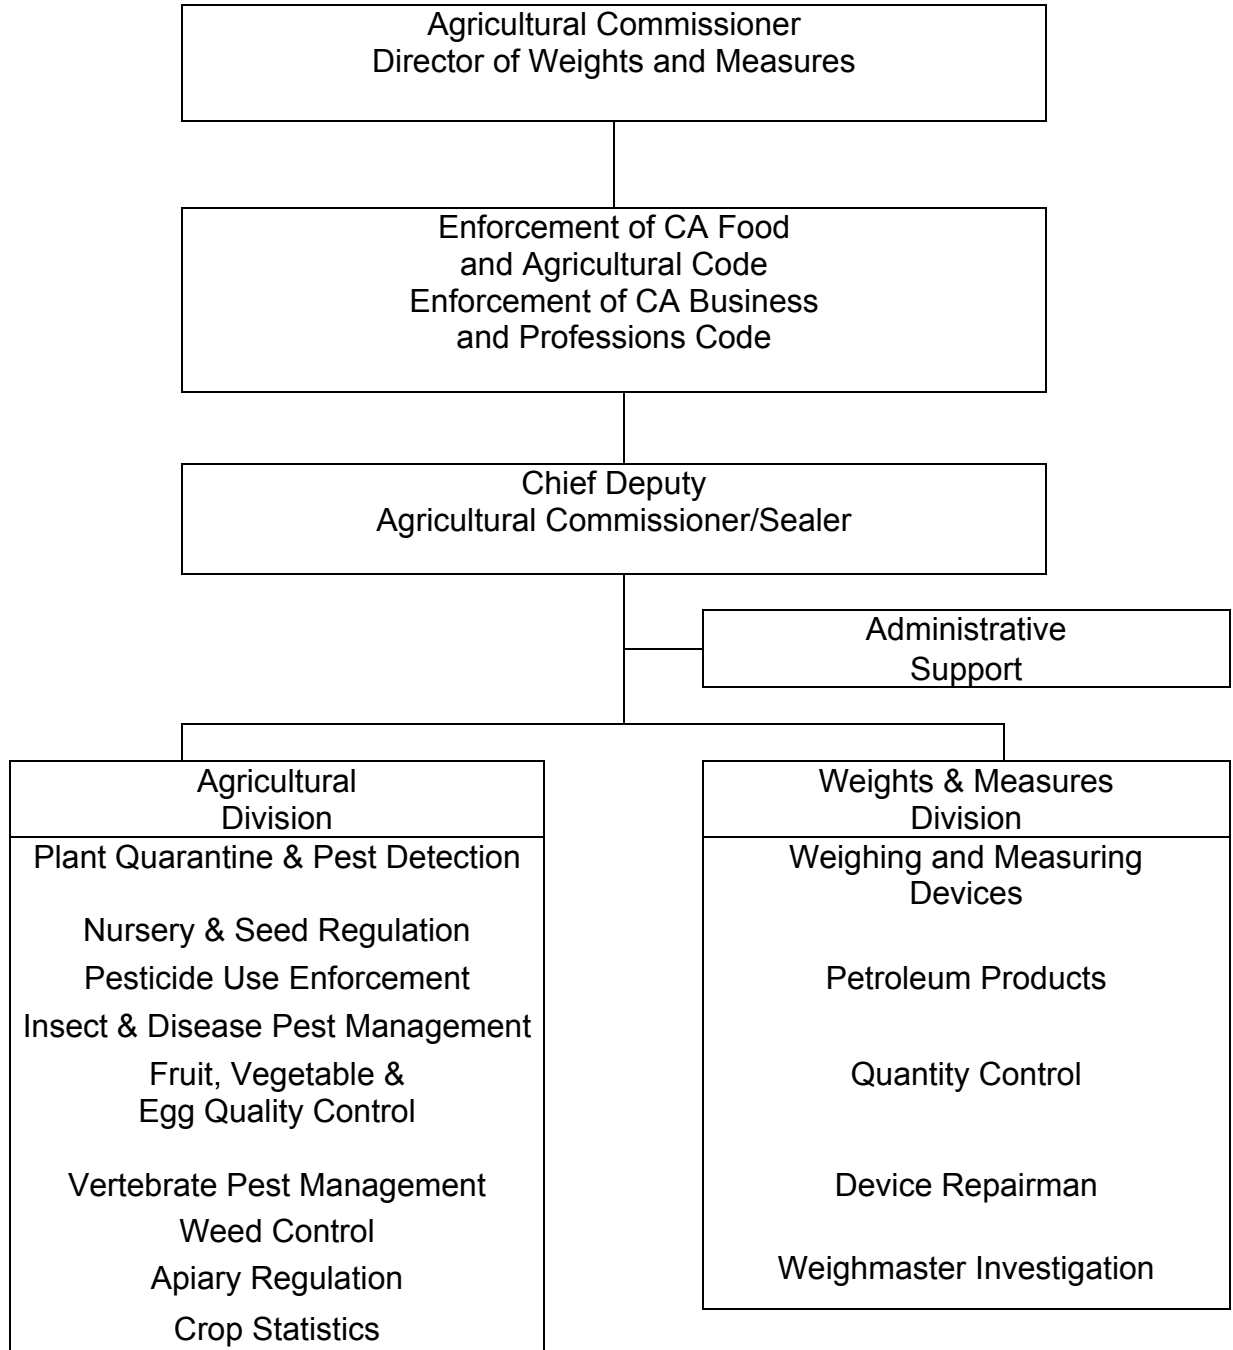 Agricultural Commissioner
Director of Weights and Measures
Enforcement of CA Food
and Agricultural Code
Enforcement of CA Business
and Professions Code
Chief Deputy
Agricultural Commissioner/Sealer
Administrative
Support
Agricultural
Division
Plant Quarantine & Pest Detection
Nursery & Seed Regulation
Pesticide Use Enforcement
Insect & Disease Pest Management
Fruit, Vegetable &
Egg Quality Control
Vertebrate Pest Management
Weed Control
Apiary Regulation
Crop Statistics
Weights & Measures
Division
Weighing and Measuring
Devices
Petroleum Products
Quantity Control
Device Repairman
Weighmaster Investigation